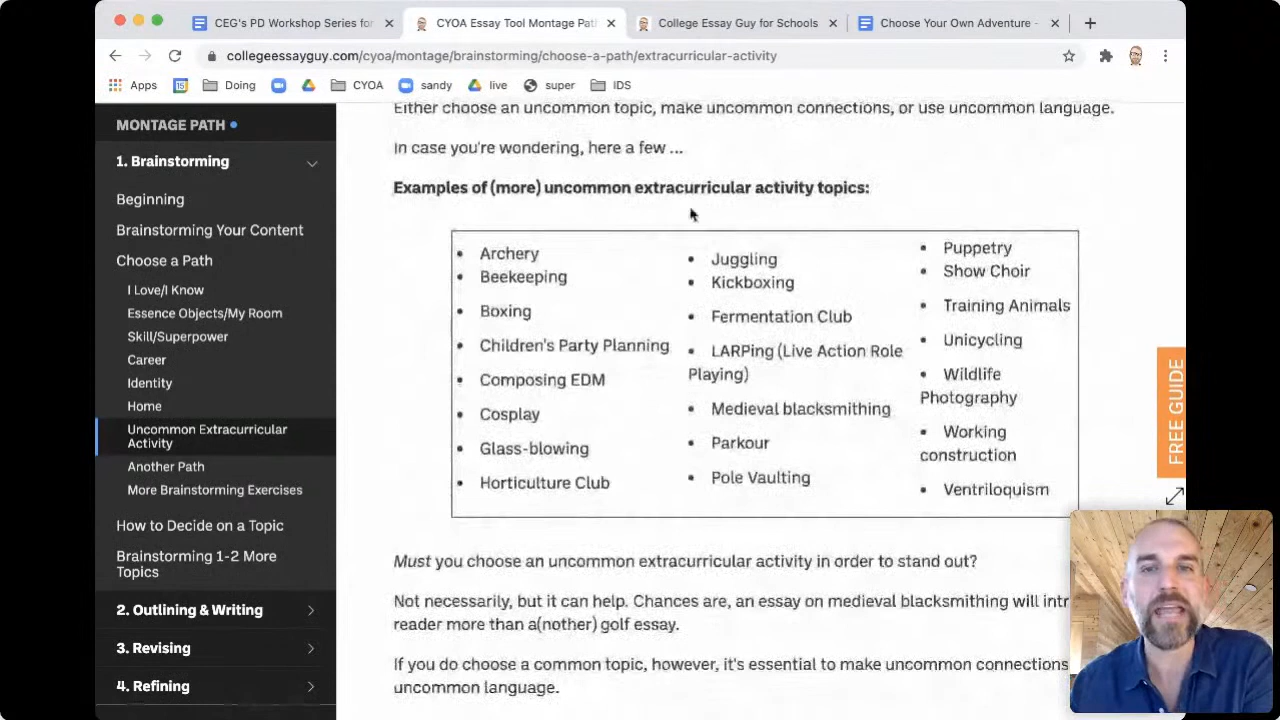 CEG's PD Workshop Series for
CYOA Essay Tool Montage Pat
College Essay Guy for Schools
Choose Your Own Adventure -
collegeessayguy.com/cyoa/montage/brainstorming/choose-a-path/extracurricular-activity
Apps
Doing
CYOA
sandy
live
super
IDS
MONTAGE PATH
1. Brainstorming
Beginning
Brainstorming Your Content
Choose a Path
I Love/I Know
Essence Objects/My Room
Skill/Superpower
Career
Identity
Home
Uncommon Extracurricular
Activity
Another Path
More Brainstorming Exercises
How to Decide on a Topic
Brainstorming 1-2 More
Topics
2. Outlining & Writing
3. Revising
4. Refining
Either choose an uncommon topic, make uncommon connections, or use uncommon language.
In case you're wondering, here a few ...
Examples of (more) uncommon extracurricular activity topics:
• Archery
• Beekeeping
• Boxing
• Children's Party Planning
• Composing EDM
• Cosplay
• Glass-blowing
• Horticulture Club
• Juggling
• Kickboxing
• Fermentation Club
• LARPing (Live Action Role
Playing)
• Medieval blacksmithing
• Parkour
• Pole Vaulting
• Puppetry
• Show Choir
• Training Animals
• Unicycling
• Wildlife
Photography
• Working
construction
• Ventriloquism
Must you choose an uncommon extracurricular activity in order to stand out?
Not necessarily, but it can help. Chances are, an essay on medieval blacksmithing will intr
reader more than a(nother) golf essay.
If you do choose a common topic, however, it's essential to make uncommon connections
uncommon language.
FREE GUIDE